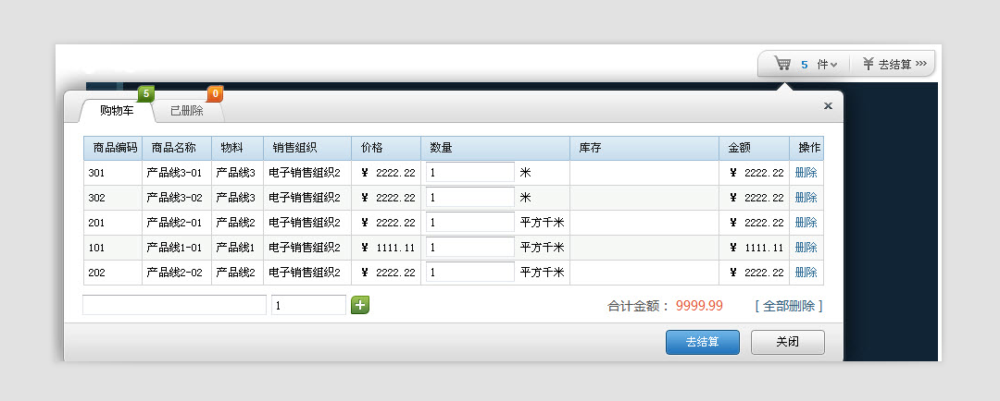 5 件 ¥ 去结算 »»
5 0
购物车 已删除 ×
商品编码 商品名称 物料 销售组织 价格 数量 库存 金额 操作
301 产品线3-01 产品线3 电子销售组织2 ¥ 2222.22 1 米 ¥ 2222.22 删除
302 产品线3-02 产品线3 电子销售组织2 ¥ 2222.22 1 米 ¥ 2222.22 删除
201 产品线2-01 产品线2 电子销售组织2 ¥ 2222.22 1 平方千米 ¥ 2222.22 删除
101 产品线1-01 产品线1 电子销售组织2 ¥ 1111.11 1 平方千米 ¥ 1111.11 删除
202 产品线2-02 产品线2 电子销售组织2 ¥ 2222.22 1 平方千米 ¥ 2222.22 删除
1 合计金额： 9999.99 [ 全部删除 ]
去结算 关闭